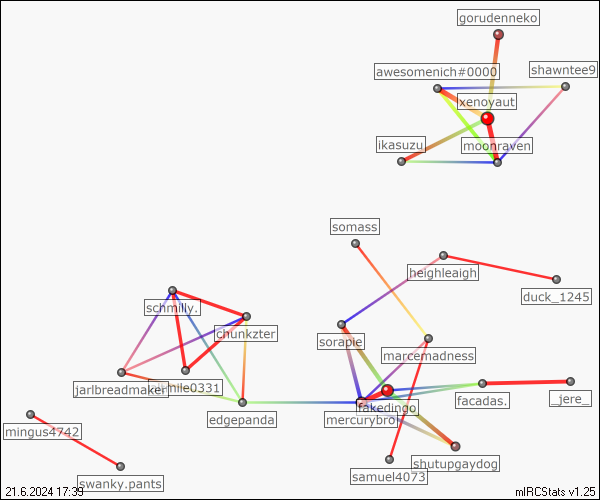 gorudenneko
awesomenich#0000
shawntee9
xenoyaut
ikasuzu
moonraven
somass
heighleaigh
duck_1245
schmilly.
chunkzter
sorapie
marcemadness
jarlbreadmaker
edgepanda
fakedingo
mercurybro
facadas.
_jere_
mingus4742
swanky.pants
samuel4073
shutupgaydog
21.6.2024 17:39
mIRCStats v1.25